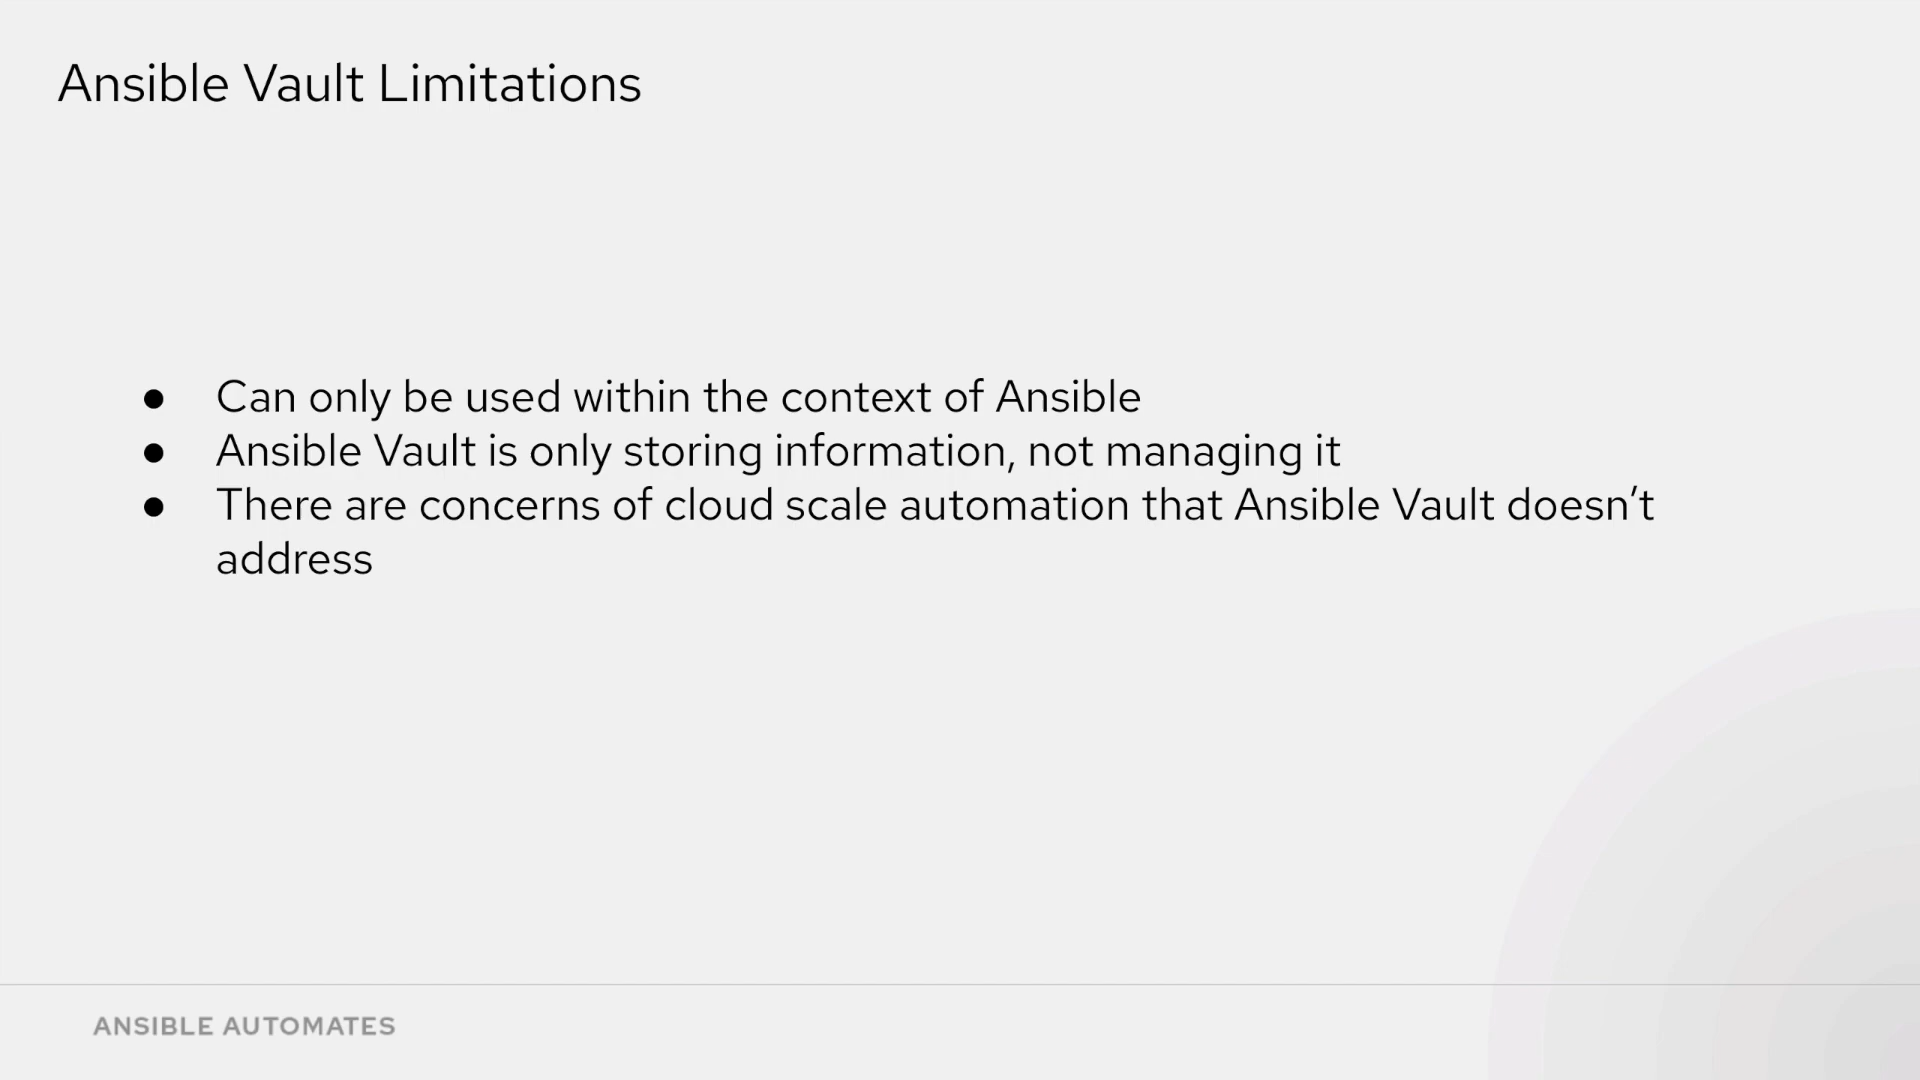 Ansible Vault Limitations
● Can only be used within the context of Ansible
● Ansible Vault is only storing information, not managing it
● There are concerns of cloud scale automation that Ansible Vault doesn’t
address
ANSIBLE AUTOMATES